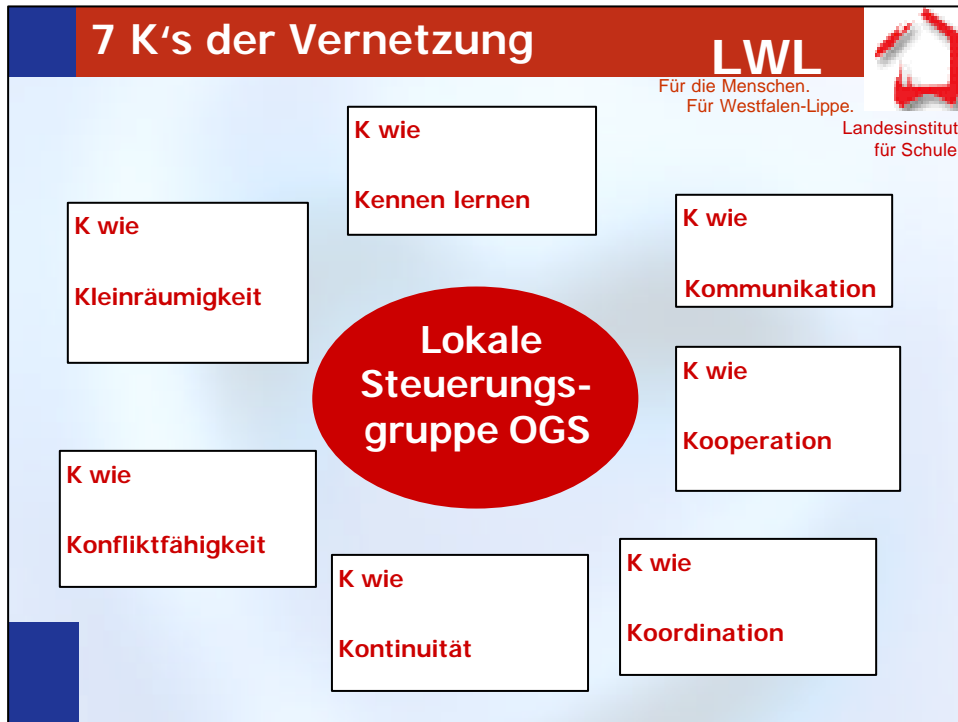 7 K‘s der Vernetzung
LWL
Für die Menschen.
Für Westfalen-Lippe.
Landesinstitut
für Schule
K wie
Kennen lernen
K wie
Kommunikation
K wie
Kooperation
K wie
Koordination
K wie
Kontinuität
K wie
Konfliktfähigkeit
K wie
Kleinräumigkeit
Lokale
Steuerungs-
gruppe OGS